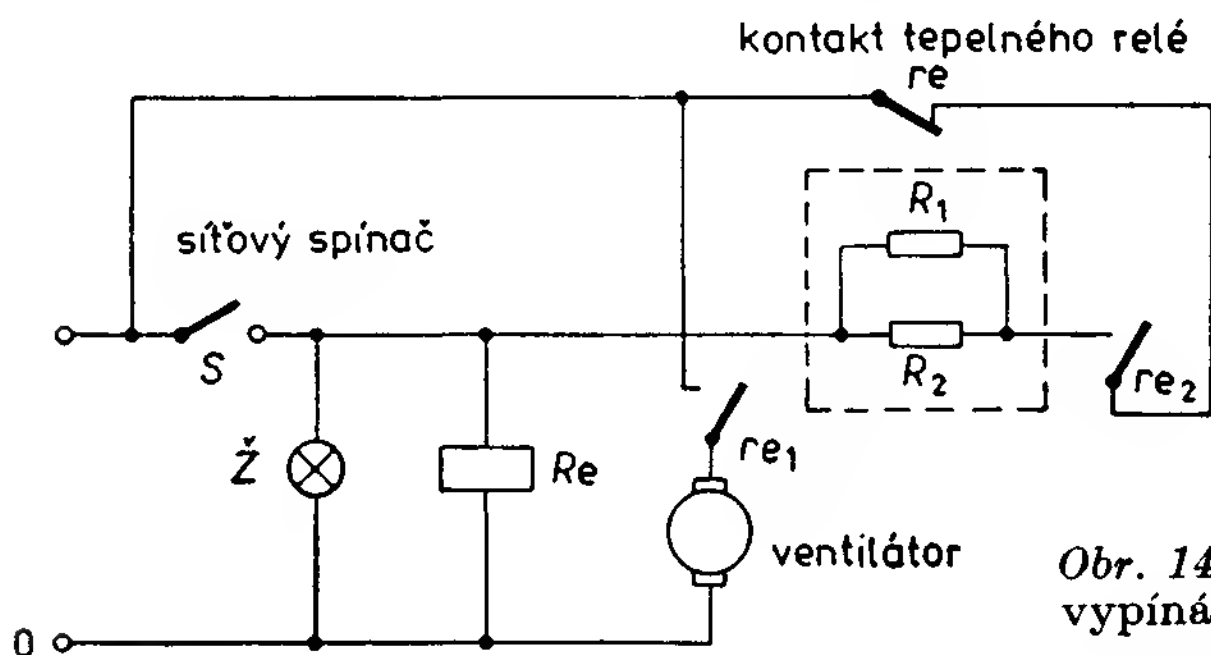 kontakt tepelného relé
re
síťový spínač
R₁
S
R₂
re₂
Ž
Re
re₁
ventilátor
0
Obr. 14
vypíná